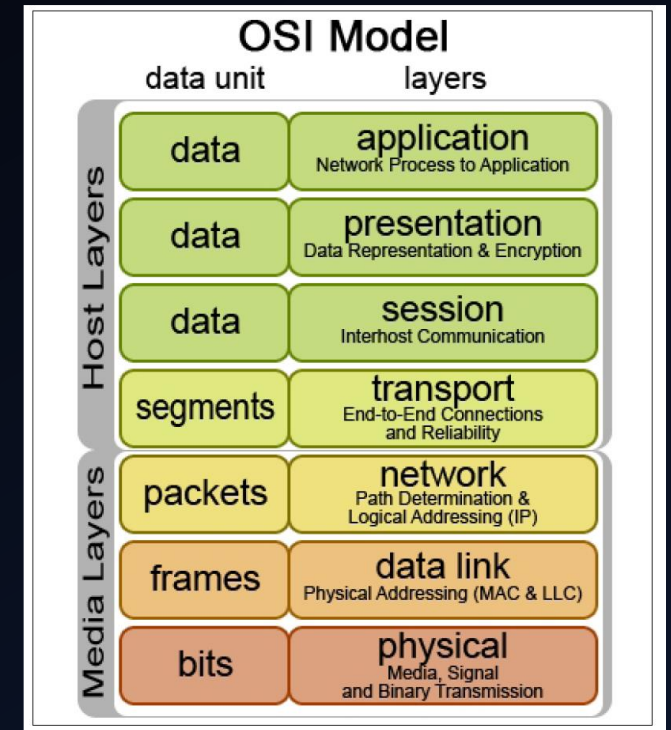 OSI Model
data unit layers
Host Layers
data application
Network Process to Application
data presentation
Data Representation & Encryption
data session
Interhost Communication
segments transport
End-to-End Connections
and Reliability
Media Layers
packets network
Path Determination &
Logical Addressing (IP)
frames data link
Physical Addressing (MAC & LLC)
bits physical
Media, Signal
and Binary Transmission